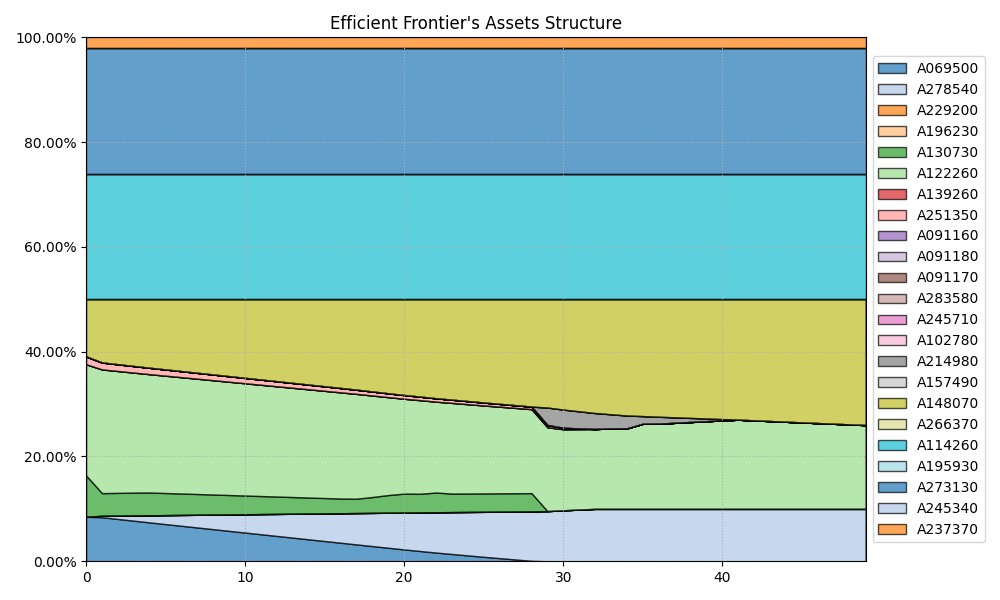 Efficient Frontier's Assets Structure
100.00%
80.00%
60.00%
40.00%
20.00%
0.00%
0
10
20
30
40
A069500
A278540
A229200
A196230
A130730
A122260
A139260
A251350
A091160
A091180
A091170
A283580
A245710
A102780
A214980
A157490
A148070
A266370
A114260
A195930
A273130
A245340
A237370